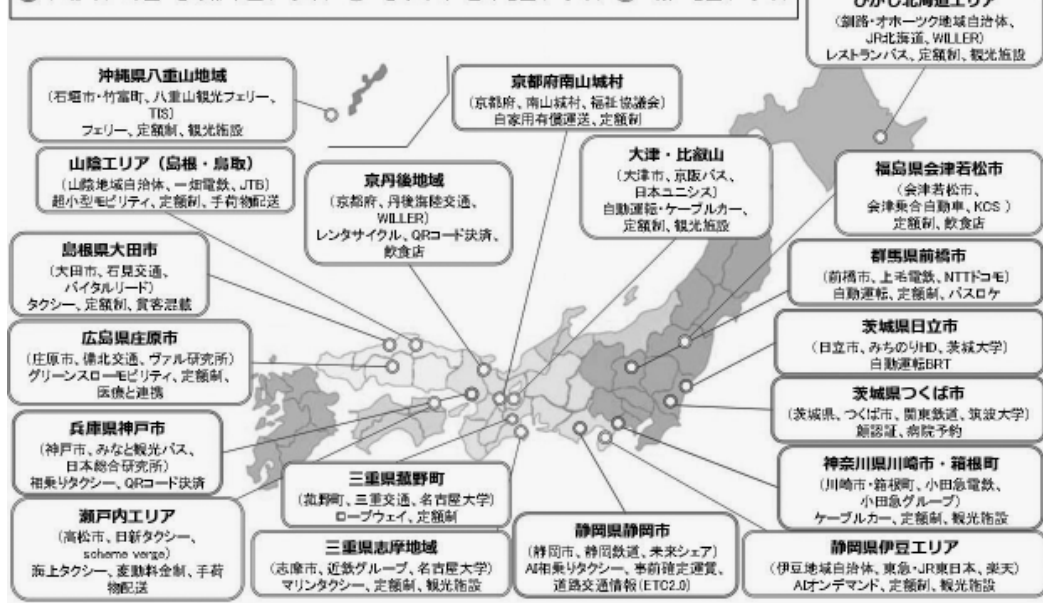 ひがし北海道エリア
(釧路・オホーツク地域自治体、
JR北海道、WILLER)
レストランバス、定額制、観光施設
沖縄県八重山地域
(石垣市・竹富町、八重山観光フェリー、
TIS)
フェリー、定額制、観光施設
京都府南山城村
(京都府、南山城村、福祉協議会)
自家用有償運送、定額制
山陰エリア（島根・鳥取）
(山陰地域自治体、一畑電鉄、JTB)
超小型モビリティ、定額制、手荷物配送
京丹後地域
(京都府、丹後海陸交通、
WILLER)
レンタサイクル、QRコード決済、
飲食店
大津・比叡山
(大津市、京阪バス、
日本ユニシス)
自動運転・ケーブルカー、
定額制、観光施設
福島県会津若松市
(会津若松市、
会津乗合自動車、KCS )
定額制、飲食店
島根県大田市
(大田市、石見交通、
バイタルリード)
タクシー、定額制、貨客混載
群馬県前橋市
(前橋市、上毛電鉄、NTTドコモ)
自動運転、定額制、バスロケ
広島県庄原市
(庄原市、備北交通、ヴァル研究所)
グリーンスローモビリティ、定額制、
医療と連携
茨城県日立市
(日立市、みちのりHD、茨城大学)
自動運転BRT
茨城県つくば市
(茨城県、つくば市、関東鉄道、筑波大学)
顔認証、病院予約
兵庫県神戸市
(神戸市、みなと観光バス、
日本総合研究所)
相乗りタクシー、QRコード決済
三重県菰野町
(菰野町、三重交通、名古屋大学)
ロープウェイ、定額制
神奈川県川崎市・箱根町
(川崎市・箱根町、小田急電鉄、
小田急グループ)
ケーブルカー、定額制、観光施設
瀬戸内エリア
(高松市、日新タクシー、
scheme verge)
海上タクシー、変動料金制、手荷
物配送
三重県志摩地域
(志摩市、近鉄グループ、名古屋大学)
マリンタクシー、定額制、観光施設
静岡県静岡市
(静岡市、静岡鉄道、未来シェア)
AI相乗りタクシー、事前確定運賃、
道路交通情報(ETC2.0)
静岡県伊豆エリア
(伊豆地域自治体、東急・JR東日本、楽天)
AIオンデマンド、定額制、観光施設